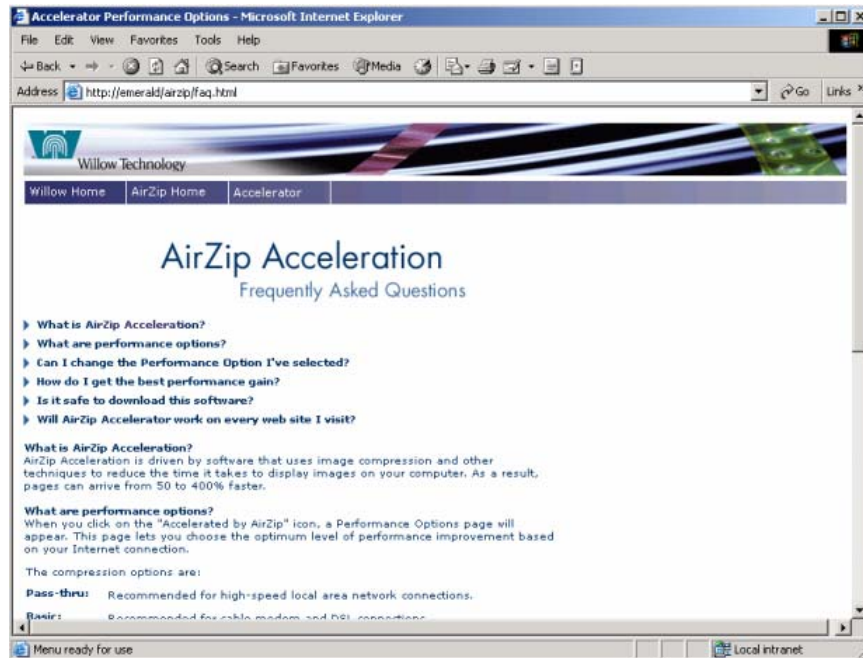 Accelerator Performance Options - Microsoft Internet Explorer
File Edit View Favorites Tools Help
Back Search Favorites Media
Address http://emerald/airzip/faq.html Go Links
Willow Technology
Willow Home AirZip Home Accelerator
AirZip Acceleration
Frequently Asked Questions
What is AirZip Acceleration?
What are performance options?
Can I change the Performance Option I've selected?
How do I get the best performance gain?
Is it safe to download this software?
Will AirZip Accelerator work on every web site I visit?
What is AirZip Acceleration?
AirZip Acceleration is driven by software that uses image compression and other
techniques to reduce the time it takes to display images on your computer. As a result,
pages can arrive from 50 to 400% faster.
What are performance options?
When you click on the "Accelerated by AirZip" icon, a Performance Options page will
appear. This page lets you choose the optimum level of performance improvement based
on your Internet connection.
The compression options are:
Pass-thru: Recommended for high-speed local area network connections.
Basic: Recommended for cable modem and DSL connections.
Menu ready for use Local intranet